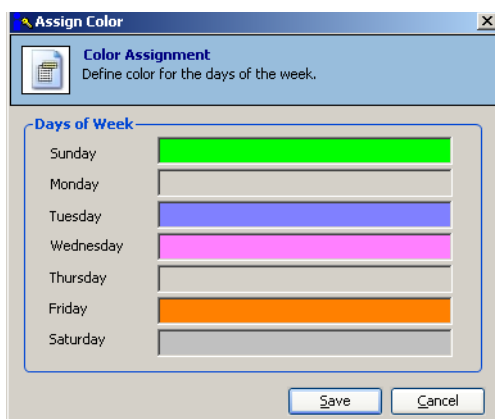 Assign Color
Color Assignment
Define color for the days of the week.
Days of Week
Sunday
Monday
Tuesday
Wednesday
Thursday
Friday
Saturday
Save Cancel